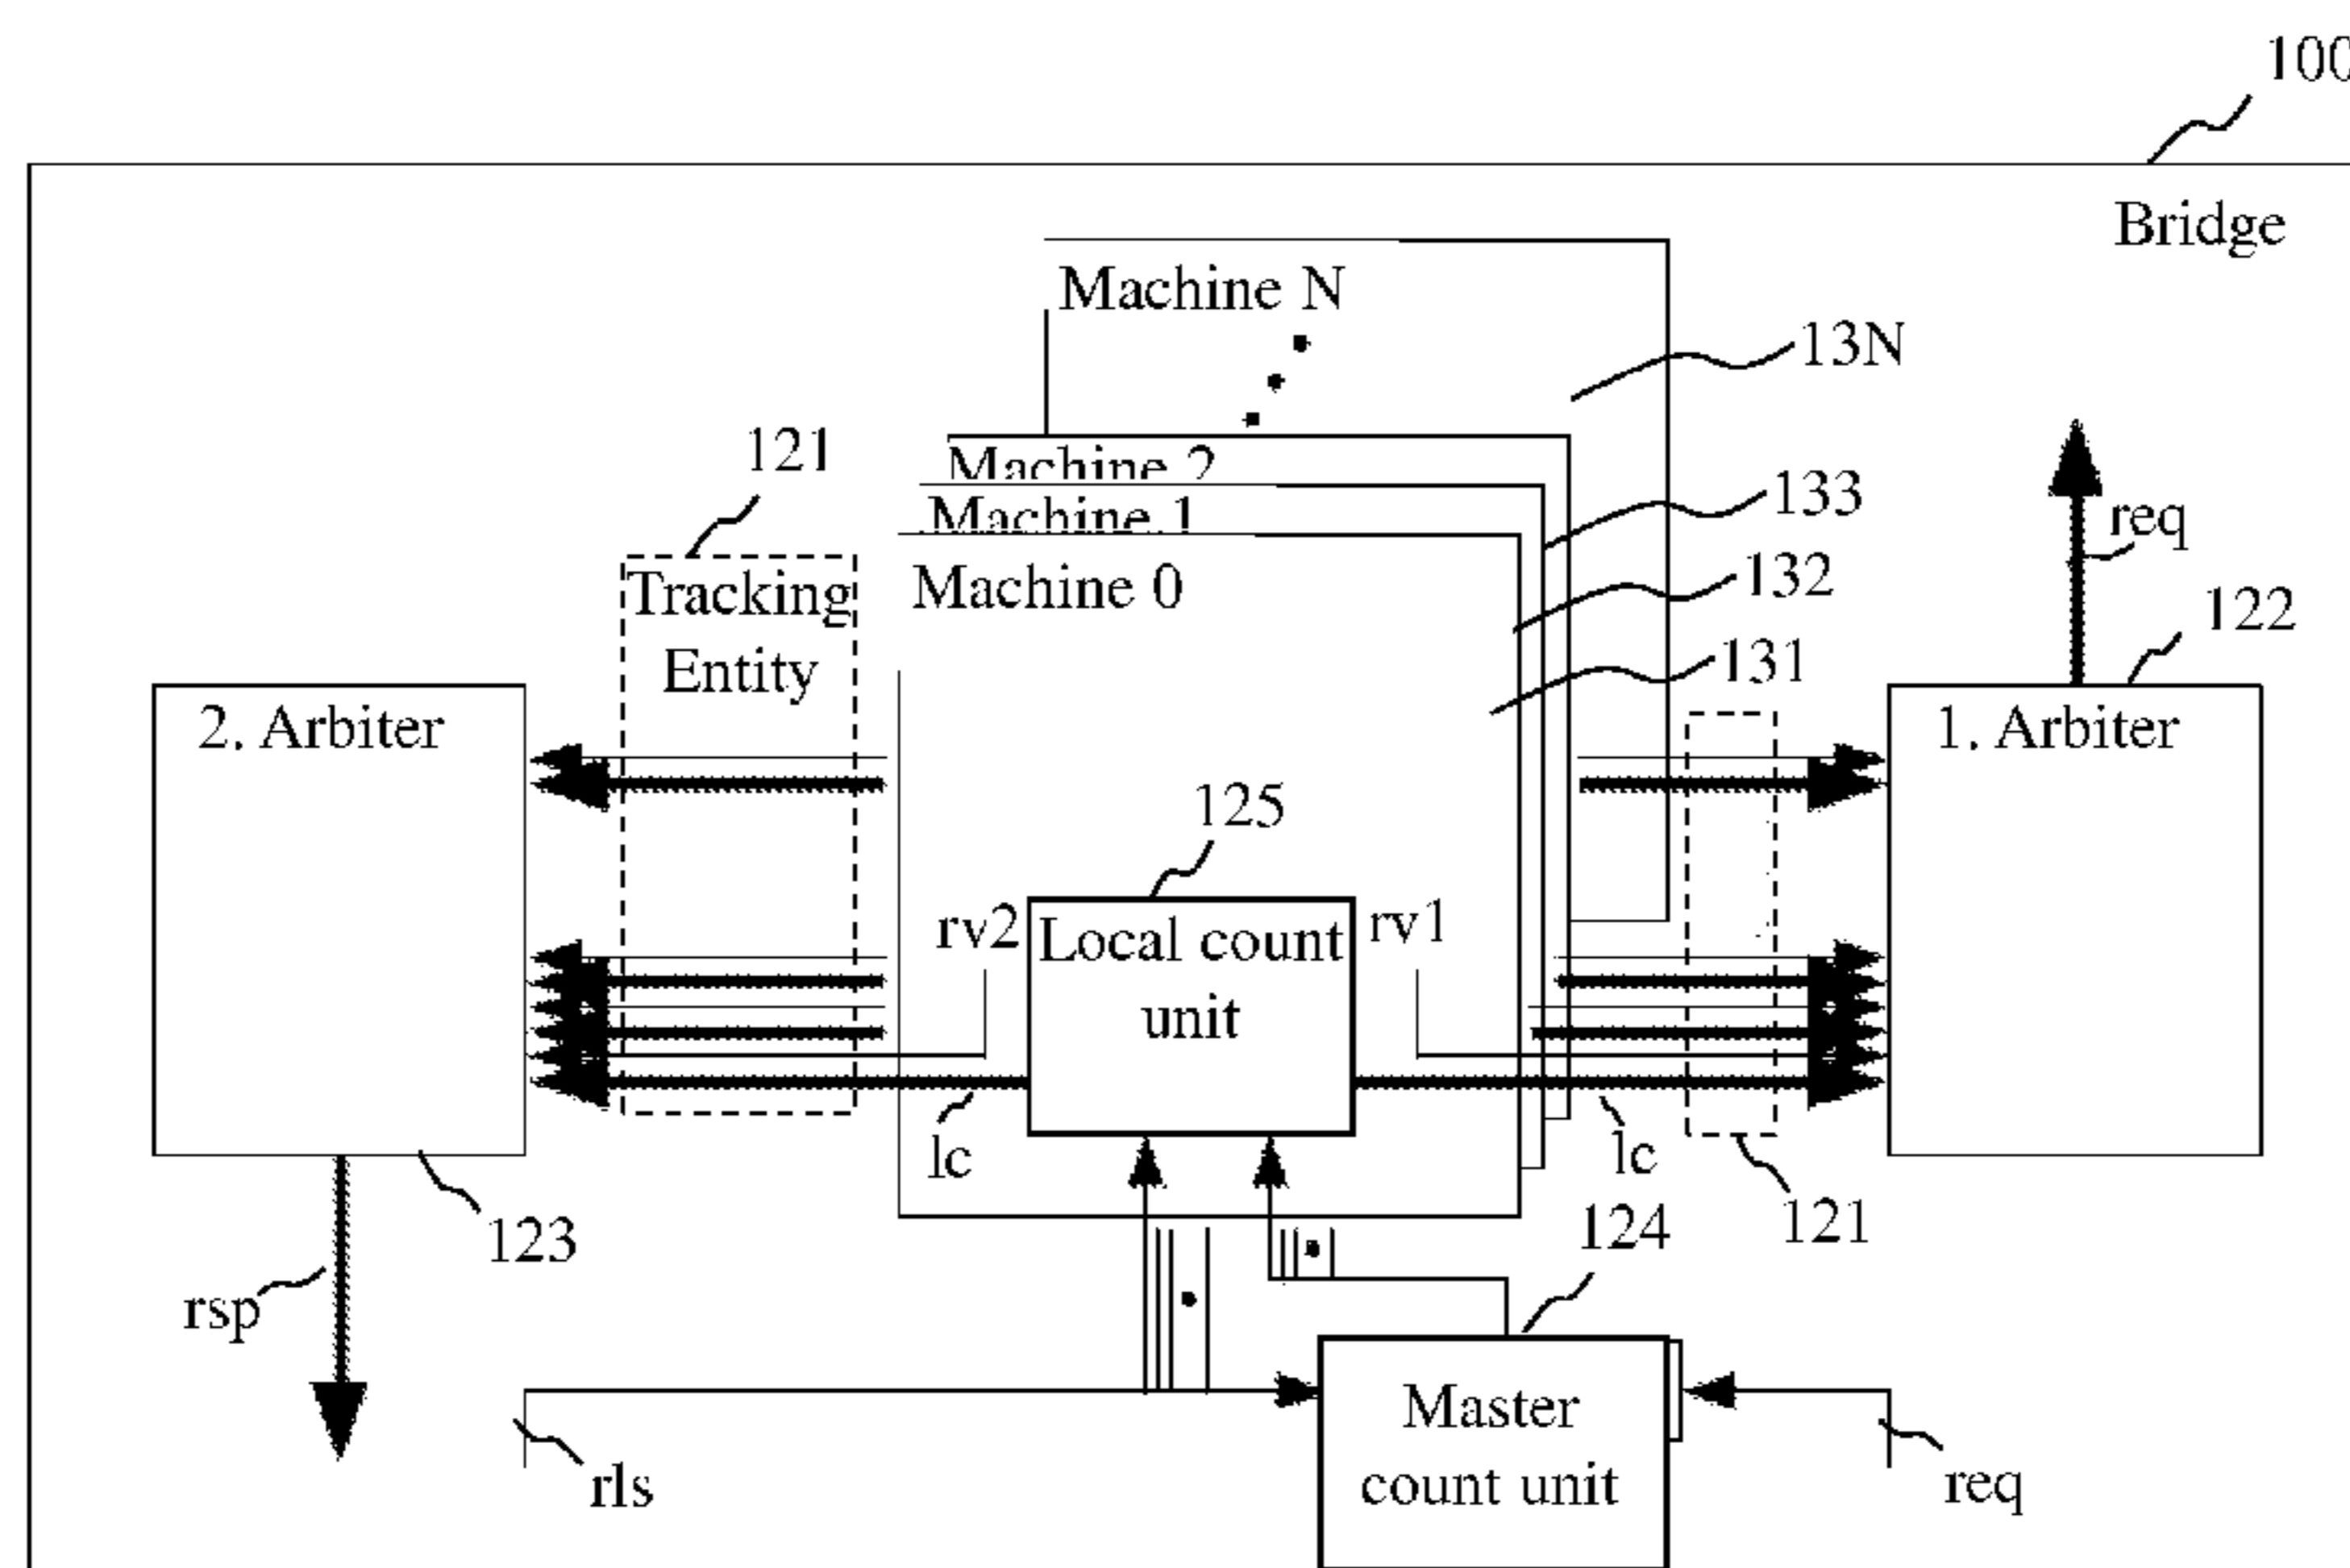 100
Bridge
Machine N
13N
121
Machine 2
133
req
Machine 1
132
Tracking
Entity
Machine 0
122
131
2. Arbiter
1. Arbiter
125
rv2
Local count
unit
rv1
lc
lc
121
123
124
rsp
Master
count unit
rls
req